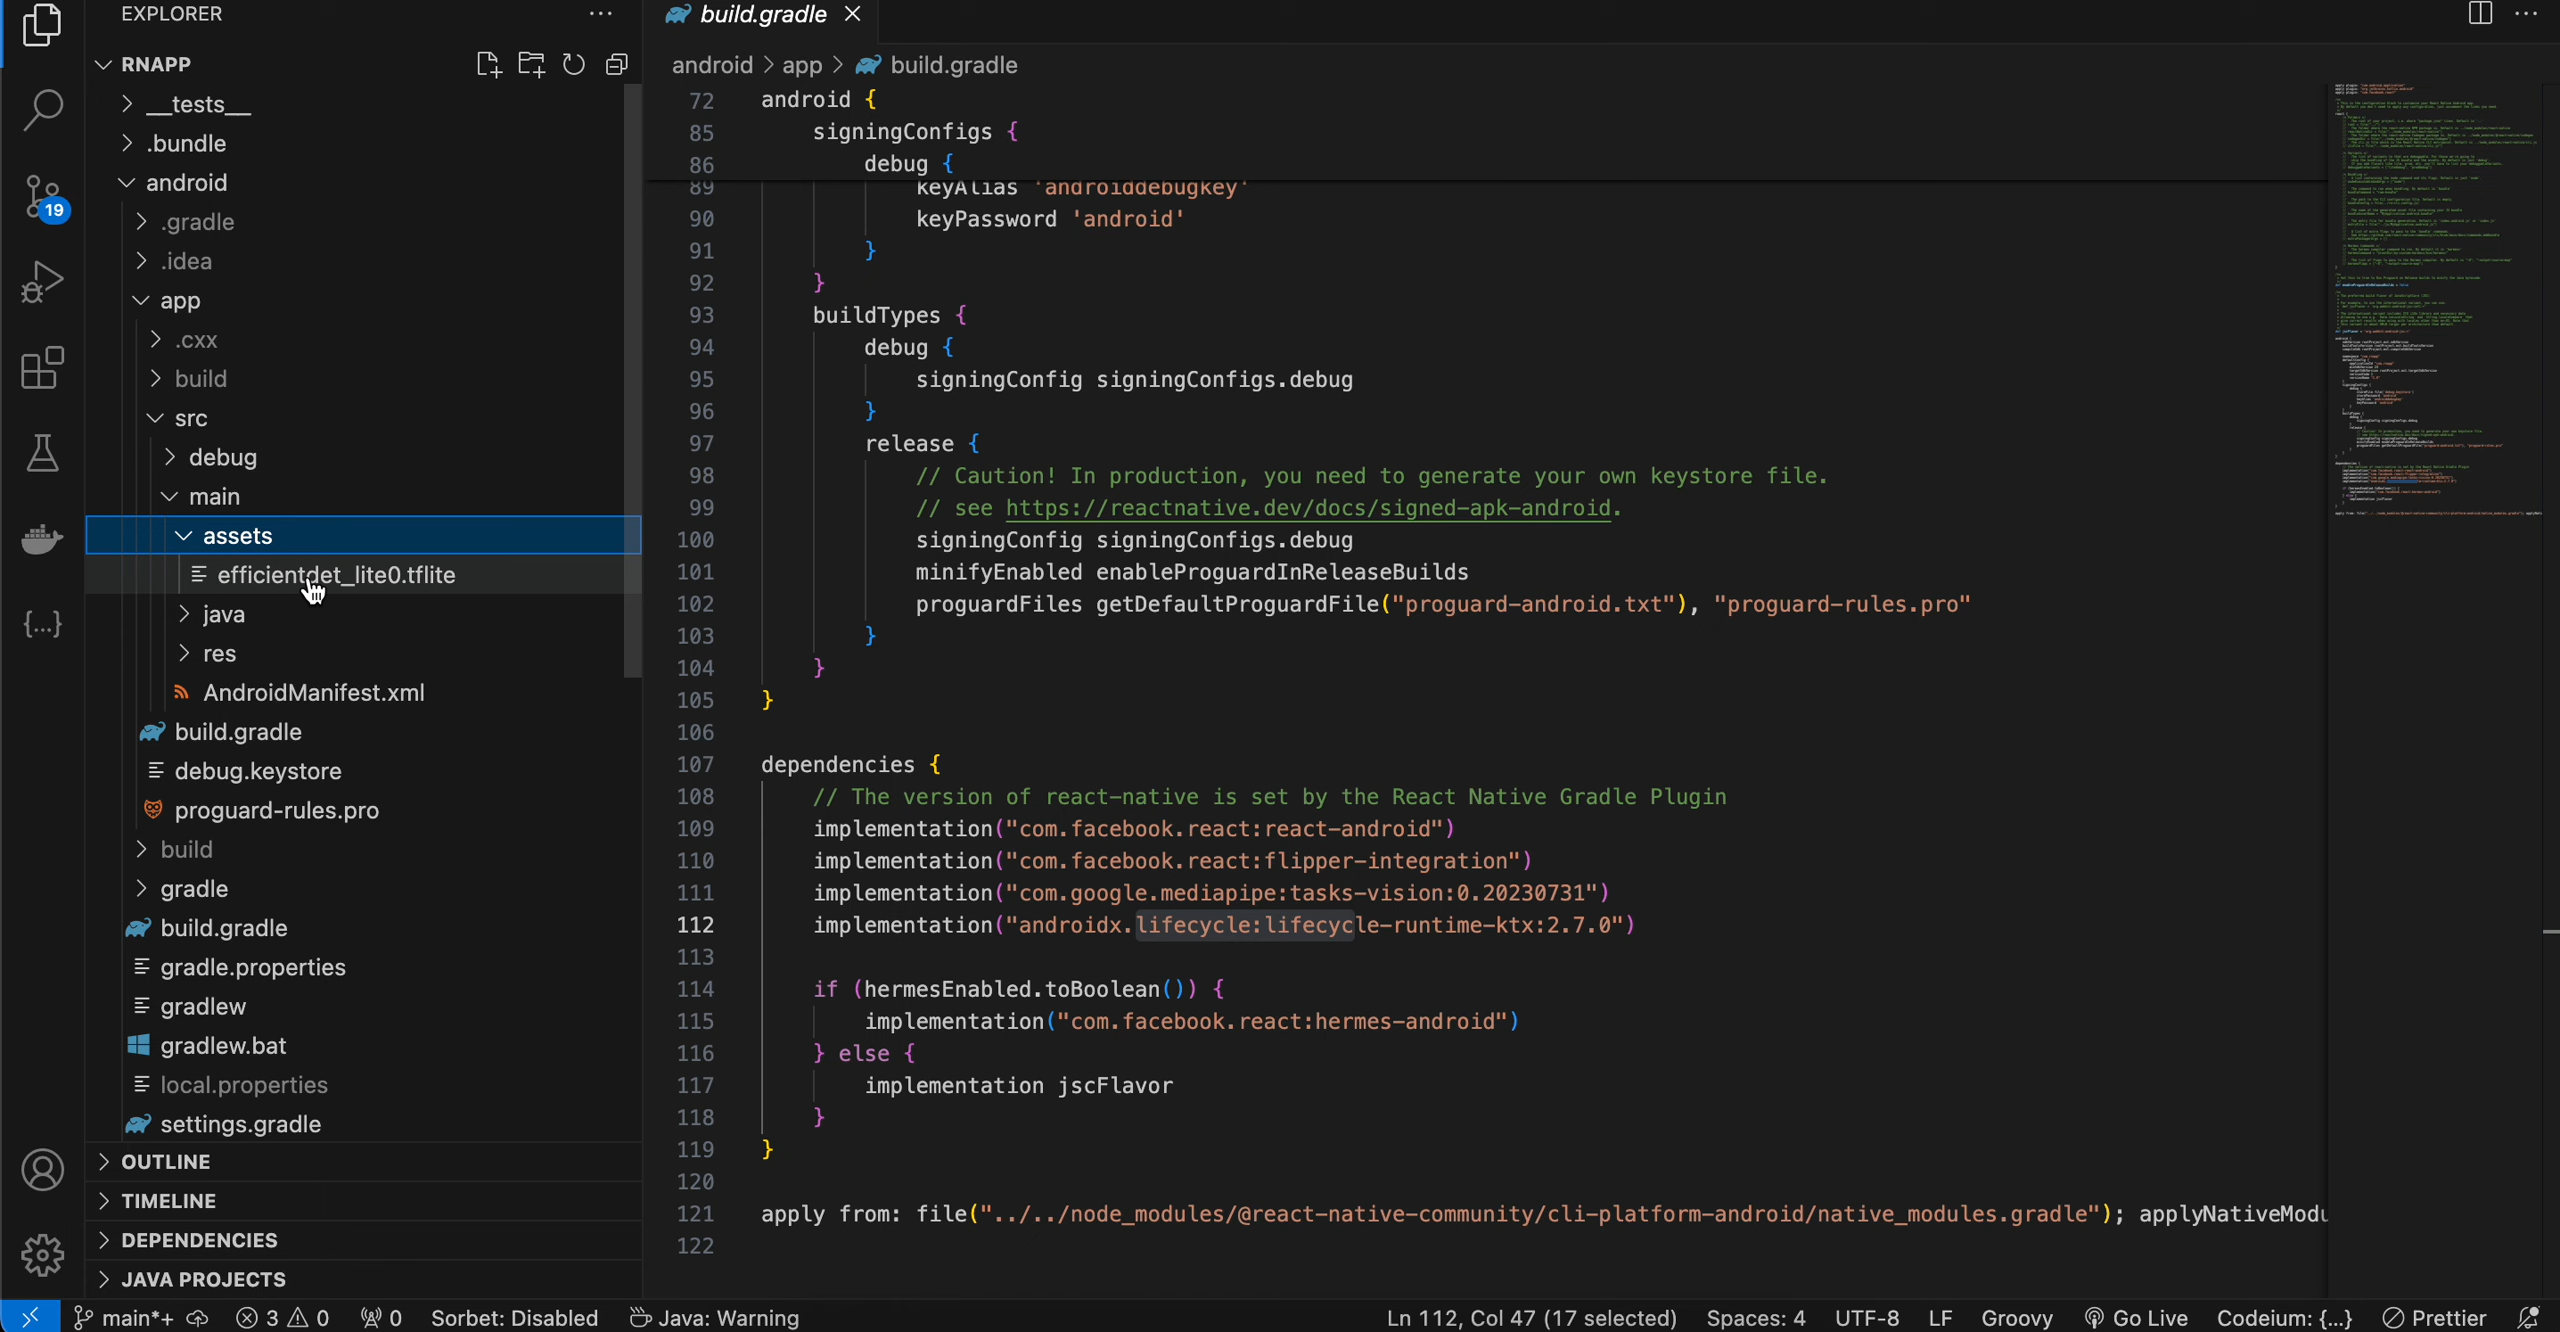 EXPLORER
RNAPP
__tests__
.bundle
android
.gradle
.idea
app
.cxx
build
src
debug
main
assets
efficientdet_lite0.tflite
java
res
AndroidManifest.xml
build.gradle
debug.keystore
proguard-rules.pro
build
gradle
build.gradle
gradle.properties
gradlew
gradlew.bat
local.properties
settings.gradle
OUTLINE
TIMELINE
DEPENDENCIES
JAVA PROJECTS
19
build.gradle
android > app > build.gradle
72 android {
85 signingConfigs {
86 debug {
89 keyAlias 'androiddebugkey'
90 keyPassword 'android'
91 }
92 }
93 buildTypes {
94 debug {
95 signingConfig signingConfigs.debug
96 }
97 release {
98 // Caution! In production, you need to generate your own keystore file.
99 // see https://reactnative.dev/docs/signed-apk-android.
100 signingConfig signingConfigs.debug
101 minifyEnabled enableProguardInReleaseBuilds
102 proguardFiles getDefaultProguardFile("proguard-android.txt"), "proguard-rules.pro"
103 }
104 }
105 }
106
107 dependencies {
108 // The version of react-native is set by the React Native Gradle Plugin
109 implementation("com.facebook.react:react-android")
110 implementation("com.facebook.react:flipper-integration")
111 implementation("com.google.mediapipe:tasks-vision:0.20230731")
112 implementation("androidx.lifecycle:lifecycle-runtime-ktx:2.7.0")
113
114 if (hermesEnabled.toBoolean()) {
115 implementation("com.facebook.react:hermes-android")
116 } else {
117 implementation jscFlavor
118 }
119 }
120
121 apply from: file("../../node_modules/@react-native-community/cli-platform-android/native_modules.gradle"); applyNativeModu
122
main*+ 3 0 0 Sorbet: Disabled Java: Warning Ln 112, Col 47 (17 selected) Spaces: 4 UTF-8 LF Groovy Go Live Codeium: {...} Prettier